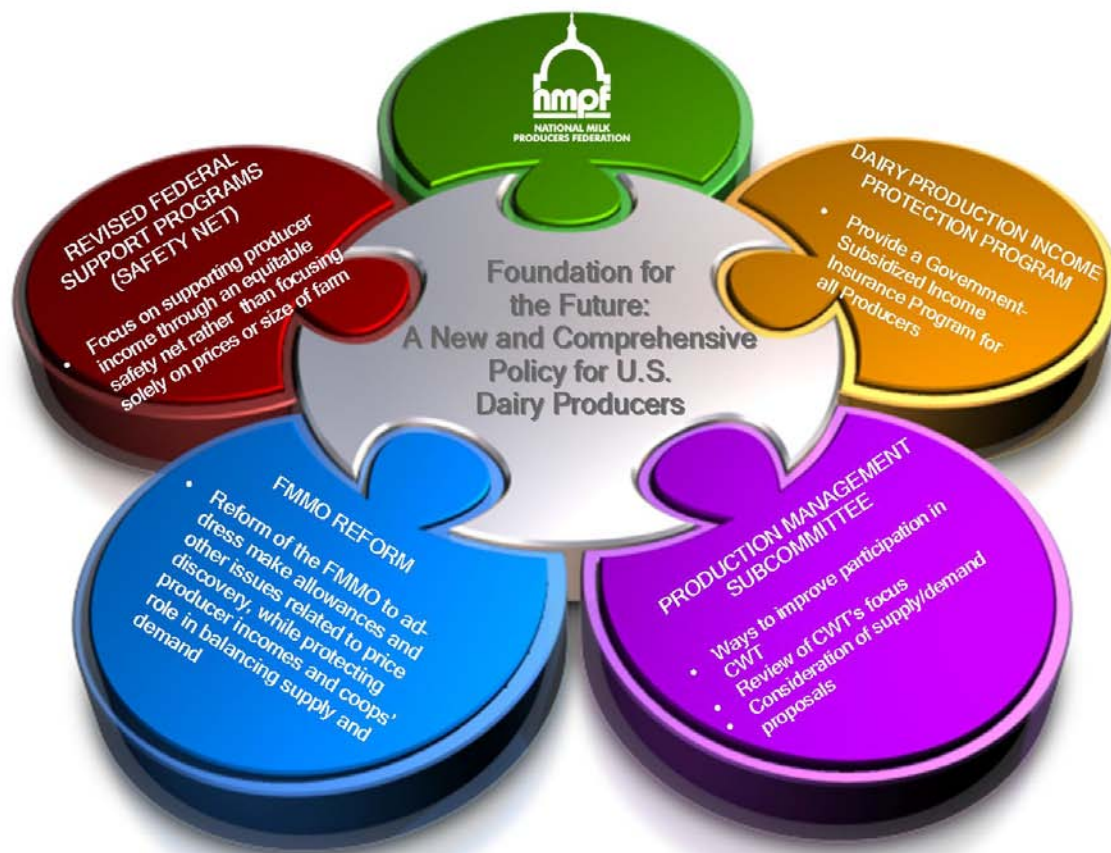 nmpf
NATIONAL MILK
PRODUCERS FEDERATION
REVISED FEDERAL
SUPPORT PROGRAMS
(SAFETY NET)
• Focus on supporting producer
income through an equitable
safety net rather than focusing
solely on prices or size of farm
DAIRY PRODUCTION INCOME
PROTECTION PROGRAM
• Provide a Government-
Subsidized Income
Insurance Program for
all Producers
Foundation for
the Future:
A New and Comprehensive
Policy for U.S.
Dairy Producers
FMMO REFORM
• Reform of the FMMO to ad-
dress make allowances and
other issues related to price
discovery, while protecting
producer incomes and coops'
role in balancing supply and
demand
PRODUCTION MANAGEMENT
SUBCOMMITTEE
• Ways to improve participation in
CWT
• Review of CWT's focus
• Consideration of supply/demand
proposals